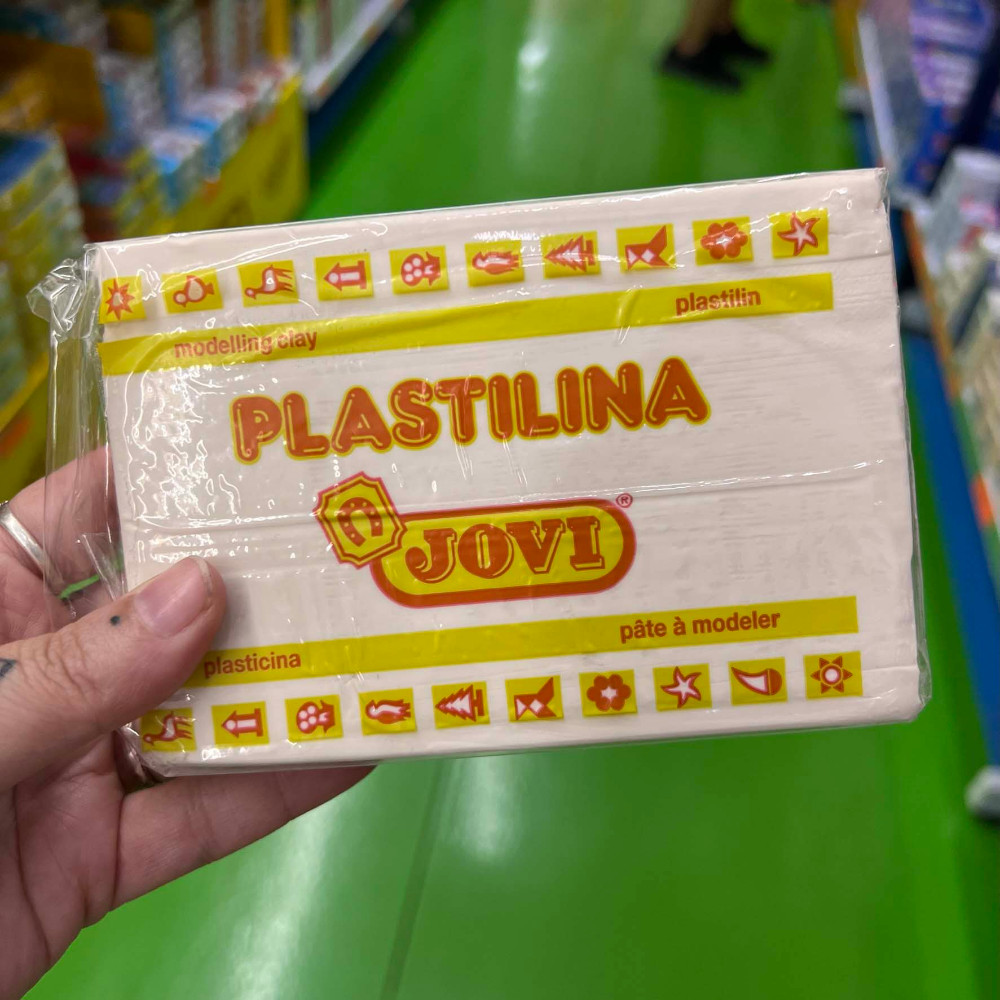 modelling clay plastilin
PLASTILINA
JOVI®
plasticina pâte à modeler